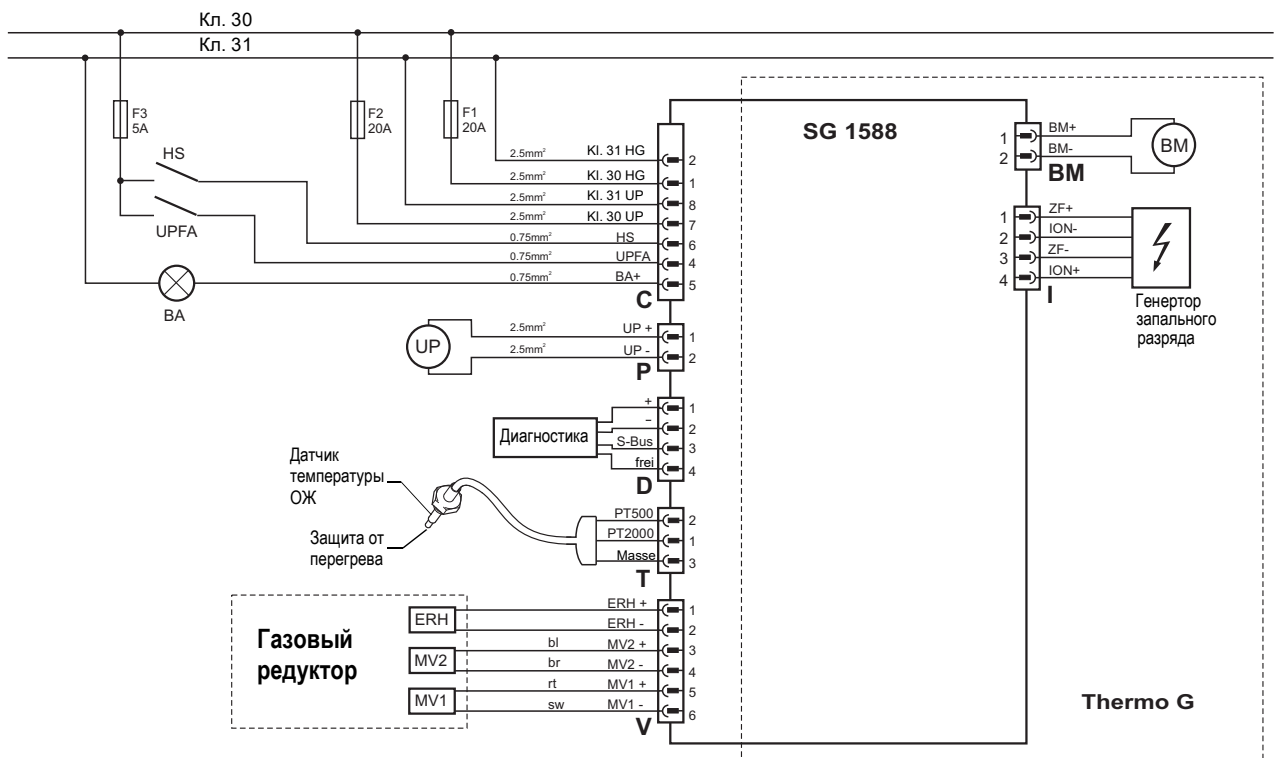 Кл. 30
Кл. 31
F3
5A
F2
20A
F1
20A
HS
UPFA
BA
2.5mm² Kl. 31 HG 2
2.5mm² Kl. 30 HG 1
2.5mm² Kl. 31 UP 8
2.5mm² Kl. 30 UP 7
0.75mm² HS 6
0.75mm² UPFA 4
0.75mm² BA+ 5
C
SG 1588
1 BM+
2 BM-
BM
BM
1 ZF+
2 ION-
3 ZF-
4 ION+
I
Генертор
запального
разряда
UP
2.5mm² UP + 1
2.5mm² UP - 2
P
Диагностика
+ 1
– 2
S-Bus 3
frei 4
D
Датчик
температуры
ОЖ
Защита от
перегрева
PT500 2
PT2000 1
Masse 3
T
Газовый
редуктор
ERH
MV2
MV1
ERH + 1
ERH - 2
bl MV2 + 3
br MV2 - 4
rt MV1 + 5
sw MV1 - 6
V
Thermo G